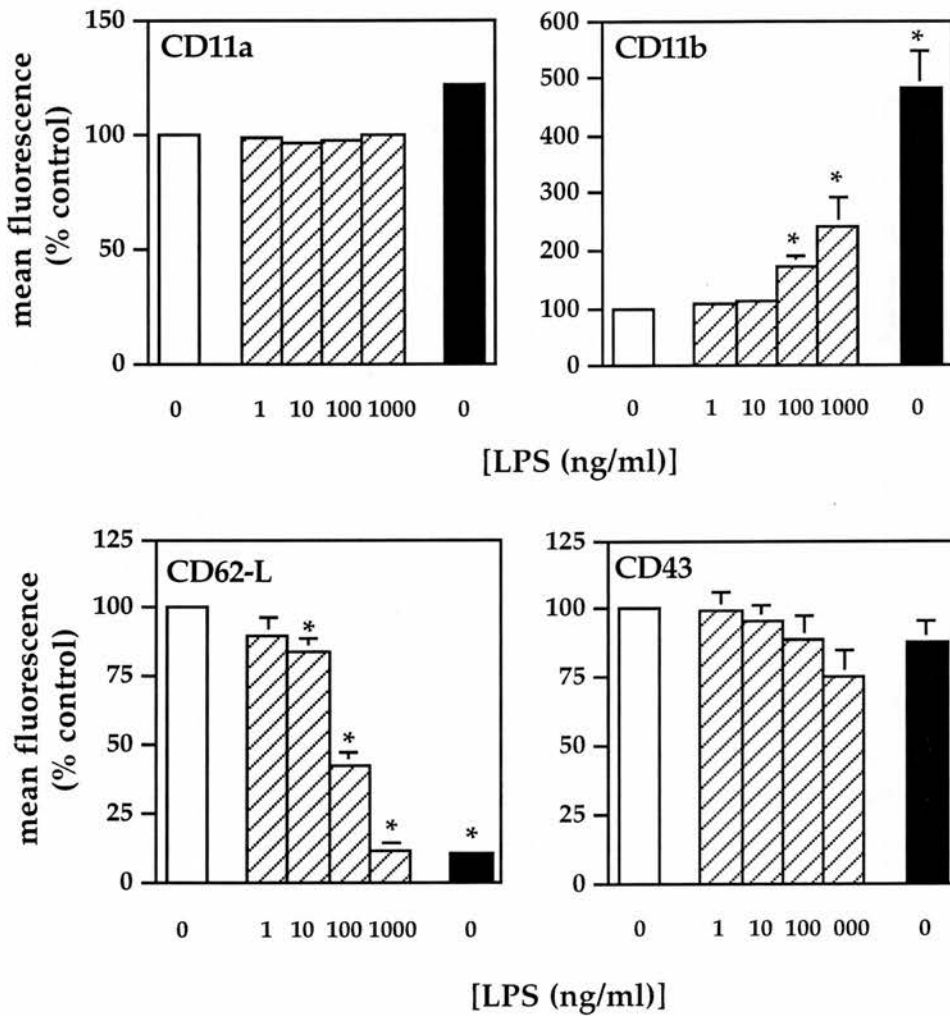 mean fluorescence
(% control)
150
100
50
0
CD11a
0 1 10 100 1000 0
600
500
400
300
200
100
0
CD11b
*
*
*
0 1 10 100 1000 0
[LPS (ng/ml)]
mean fluorescence
(% control)
125
100
75
50
25
0
CD62-L
*
*
*
*
0 1 10 100 1000 0
125
100
75
50
25
0
CD43
0 1 10 100 000 0
[LPS (ng/ml)]